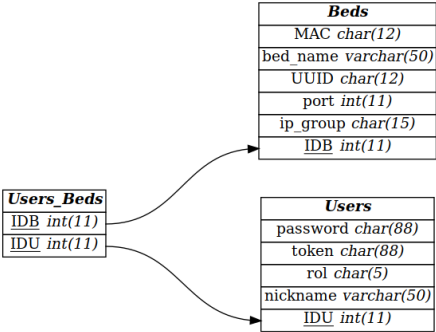 Beds
MAC char(12)
bed_name varchar(50)
UUID char(12)
port int(11)
ip_group char(15)
IDB int(11)
Users_Beds
IDB int(11)
IDU int(11)
Users
password char(88)
token char(88)
rol char(5)
nickname varchar(50)
IDU int(11)